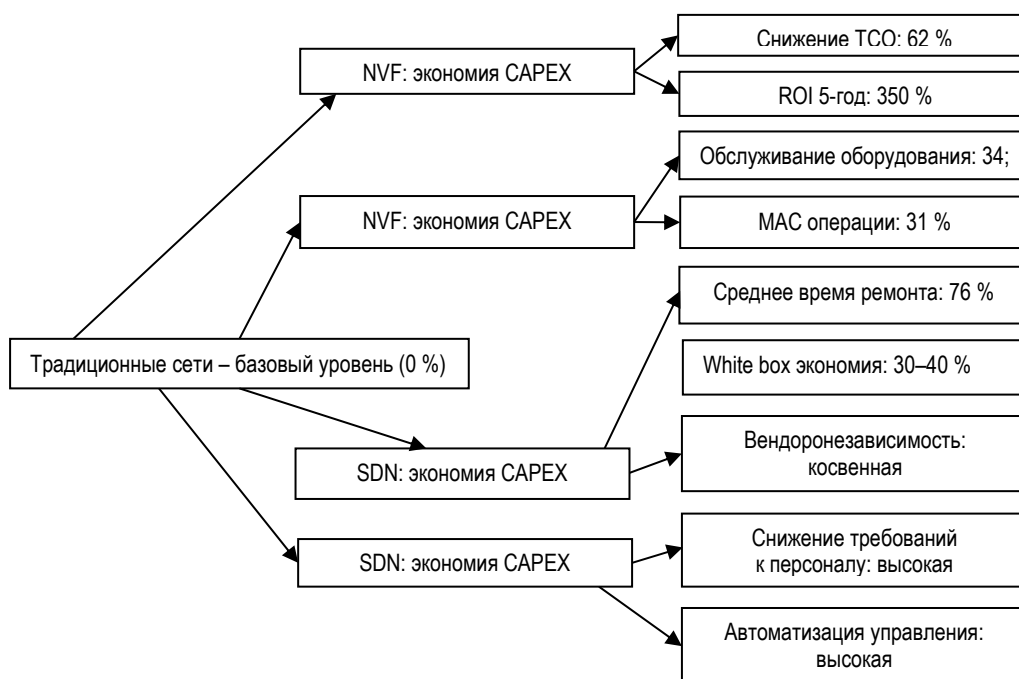 Снижение TCO: 62 %
NVF: экономия CAPEX
ROI 5-год: 350 %
Обслуживание оборудования: 34;
NVF: экономия CAPEX
MAC операции: 31 %
Среднее время ремонта: 76 %
Традиционные сети – базовый уровень (0 %)
White box экономия: 30–40 %
Вендоронезависимость:
косвенная
SDN: экономия CAPEX
Снижение требований
к персоналу: высокая
SDN: экономия CAPEX
Автоматизация управления:
высокая